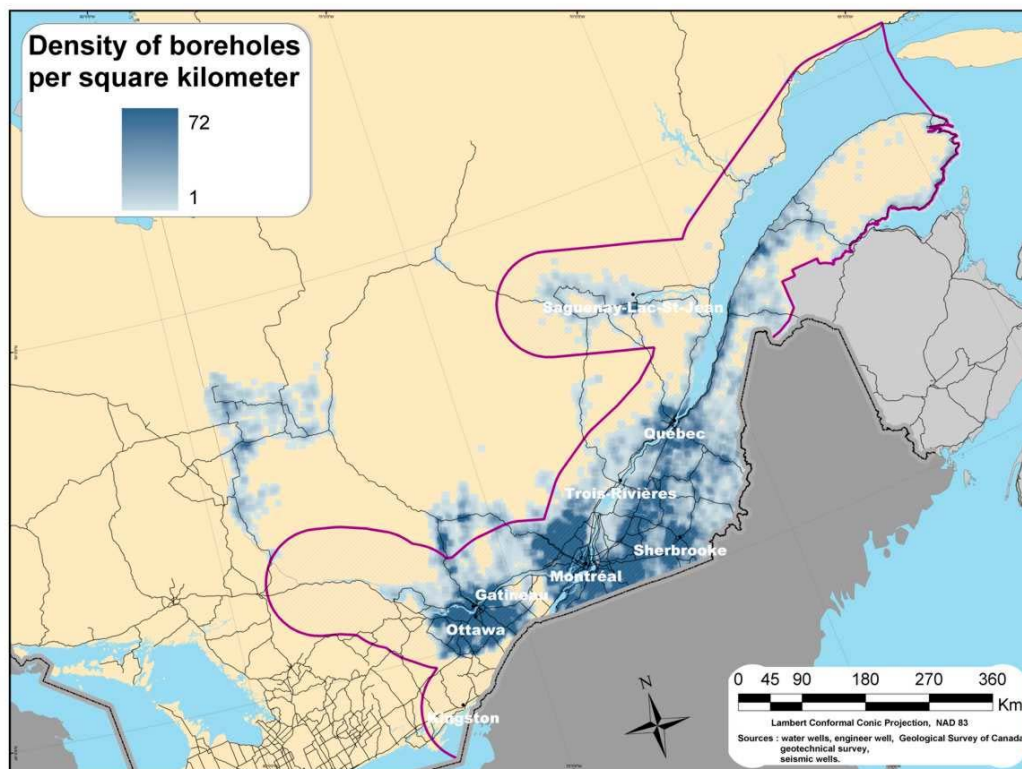 Density of boreholes
per square kilometer
72
1
Saguenay-Lac-St-Jean
Québec
Trois-Rivières
Sherbrooke
Montréal
Gatineau
Ottawa
Kingston
N
0 45 90 180 270 360
Km
Lambert Conformal Conic Projection, NAD 83
Sources : water wells, engineer well, Geological Survey of Canada
geotechnical survey,
seismic wells.